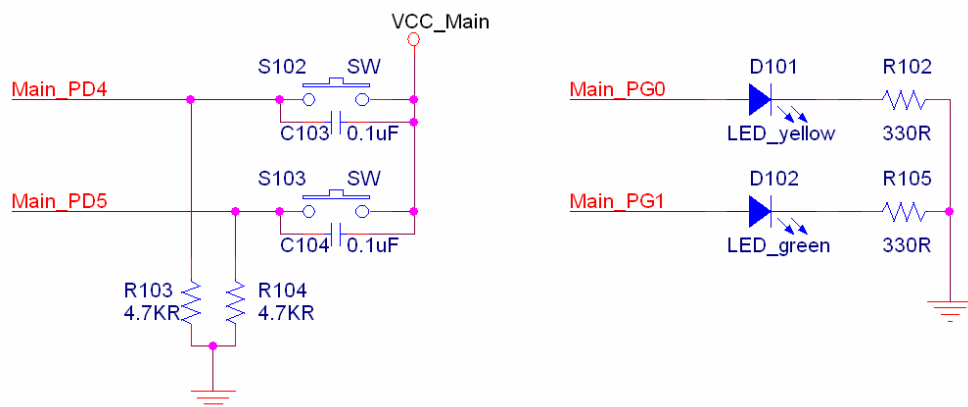 VCC_Main
S102 SW
Main_PD4
C103 0.1uF
S103 SW
Main_PD5
C104 0.1uF
R103
4.7KR
R104
4.7KR
D101 R102
Main_PG0
LED_yellow 330R
D102 R105
Main_PG1
LED_green 330R